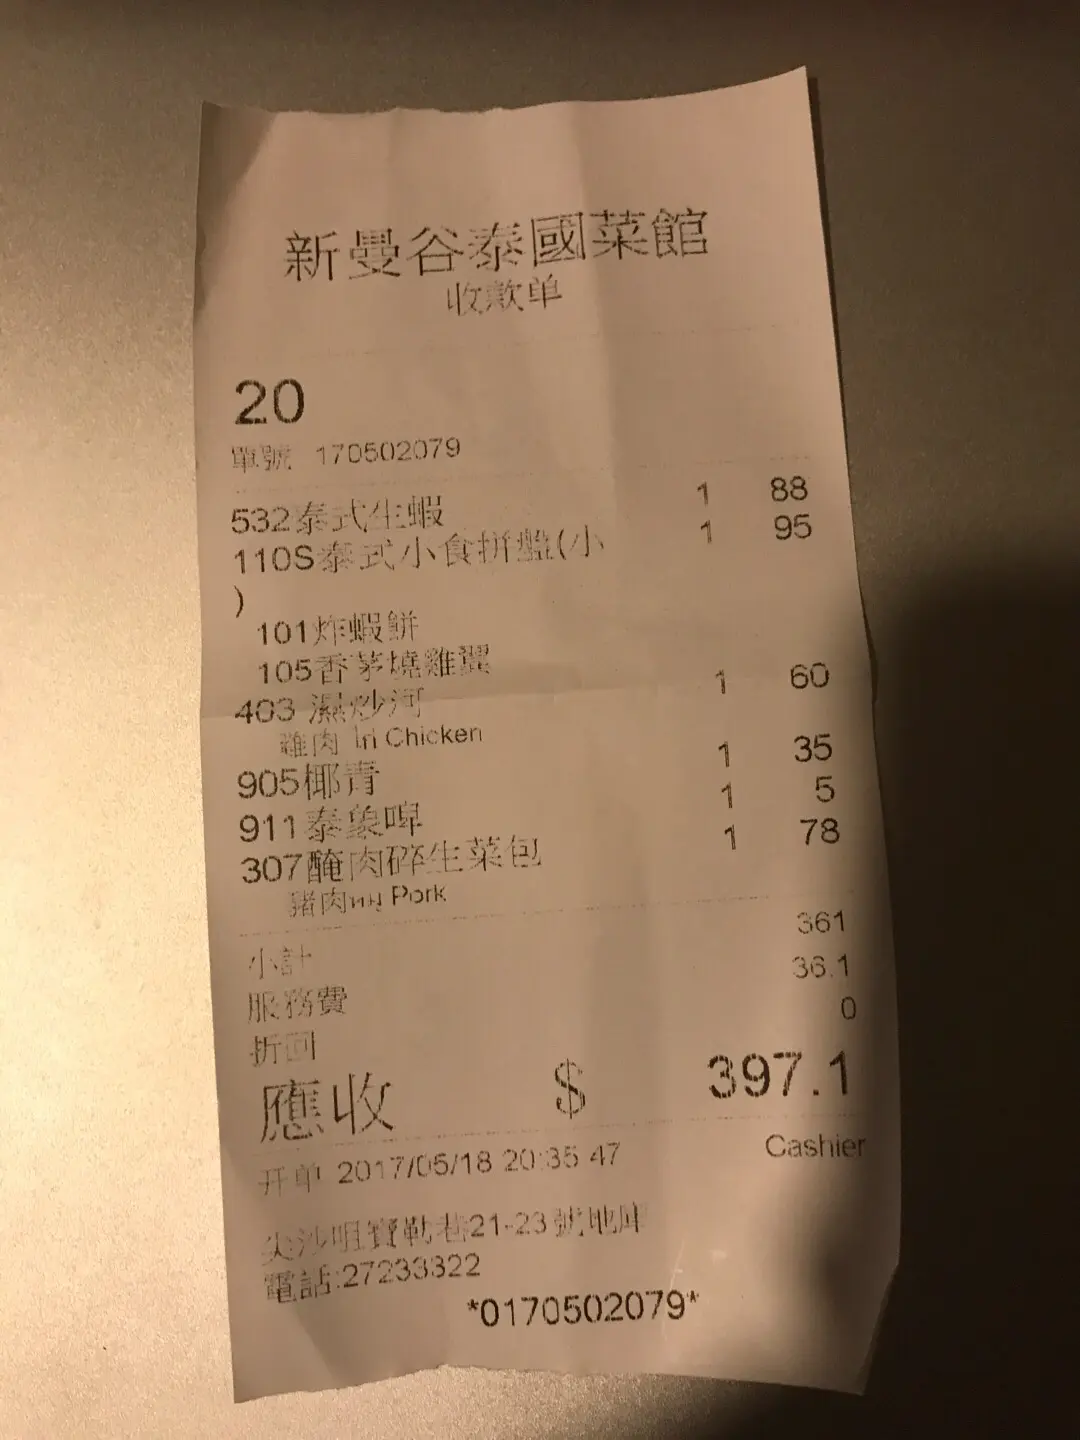 新曼谷泰國菜館
收款单
20
單號 170502079
532泰式生蝦 1 88
110S泰式小食拼盤(小 1 95
)
101炸蝦餅
105香茅燒雞翼
403 濕炒河 1 60
雞肉 In Chicken
905椰青 1 35
911泰象啤 1 5
307醃肉碎生菜包 1 78
豬肉หมู Pork
小計 361
服務費 36.1
折回 0
應收 $ 397.1
开单 2017/05/18 20:35:47 Cashier
尖沙咀寶勒巷21-23號地庫
電話:27233322
*0170502079*